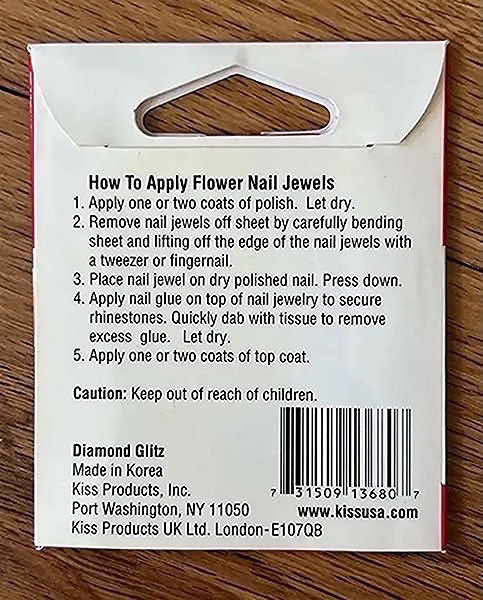 How To Apply Flower Nail Jewels
1. Apply one or two coats of polish. Let dry.
2. Remove nail jewels off sheet by carefully bending
sheet and lifting off the edge of the nail jewels with
a tweezer or fingernail.
3. Place nail jewel on dry polished nail. Press down.
4. Apply nail glue on top of nail jewelry to secure
rhinestones. Quickly dab with tissue to remove
excess glue. Let dry.
5. Apply one or two coats of top coat.
Caution: Keep out of reach of children.
Diamond Glitz
Made in Korea
Kiss Products, Inc.
Port Washington, NY 11050
Kiss Products UK Ltd. London-E107QB
7 31509 13680 7
www.kissusa.com